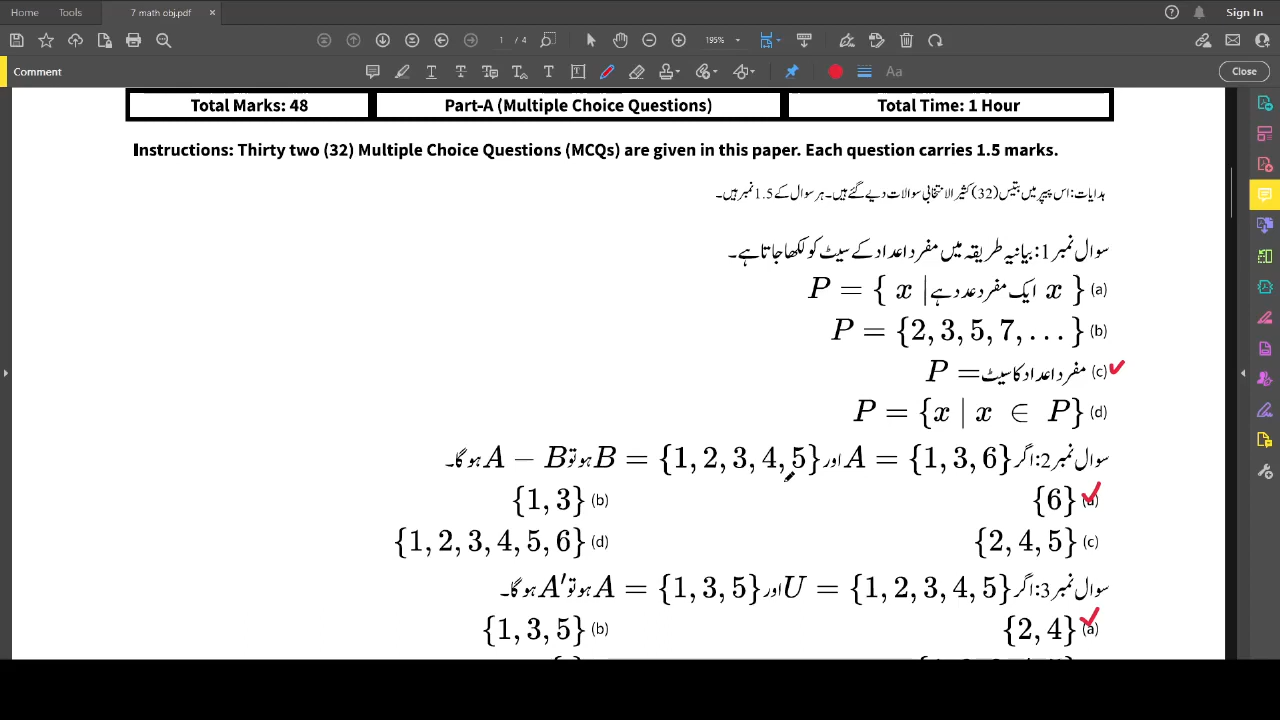 Home Tools 7 math obj.pdf × Sign In
1 / 4 195%
Comment Close
Total Marks: 48 Part-A (Multiple Choice Questions) Total Time: 1 Hour
Instructions: Thirty two (32) Multiple Choice Questions (MCQs) are given in this paper. Each question carries 1.5 marks.
ہدایات: اس پیپر میں بتیس (32) کثیر الانتخابی سوالات دیے گئے ہیں۔ ہر سوال کے 1.5 نمبر ہیں۔
سوال نمبر 1: بیانیہ طریقہ میں مفرد اعداد کے سیٹ کو لکھا جاتا ہے۔
(a) P = { x | ایک مفرد عدد ہے x }
(b) P = {2, 3, 5, 7, . . . }
(c) P = مفرد اعداد کا سیٹ
(d) P = {x | x ∈ P}
سوال نمبر 2: اگر A = {1, 3, 6} اور B = {1, 2, 3, 4, 5} ہو تو A − B ہو گا۔
(a) {6} (b) {1, 3}
(c) {2, 4, 5} (d) {1, 2, 3, 4, 5, 6}
سوال نمبر 3: اگر U = {1, 2, 3, 4, 5} اور A = {1, 3, 5} ہو تو A′ ہو گا۔
(a) {2, 4} (b) {1, 3, 5}